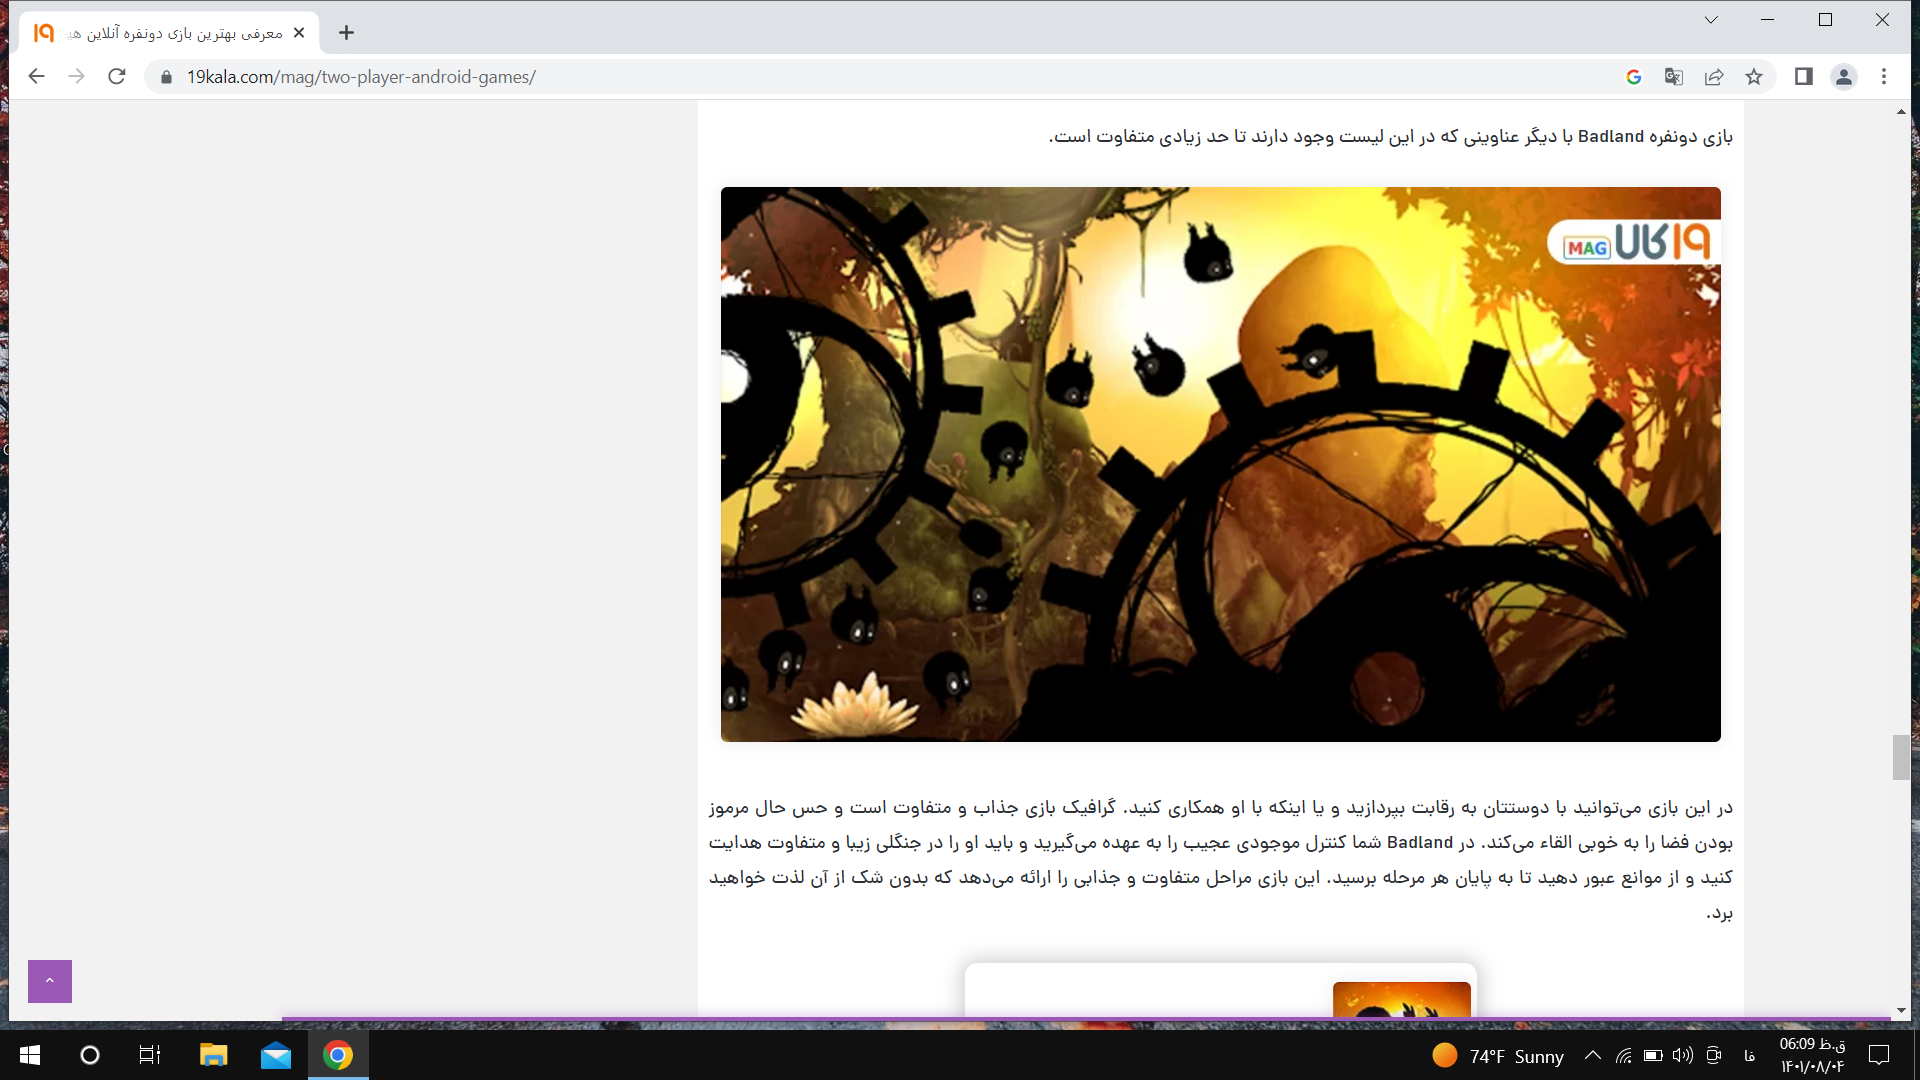 معرفی بهترین بازی دونفره آنلاین
19kala.com/mag/two-player-android-games/
بازی دونفره Badland با دیگر عناوینی که در این لیست وجود دارند تا حد زیادی متفاوت است.
۱۹کالا MAG
در این بازی می‌توانید با دوستتان به رقابت بپردازید و یا اینکه با او همکاری کنید. گرافیک بازی جذاب و متفاوت است و حس حال مرموز
بودن فضا را به خوبی القاء می‌کند. در Badland شما کنترل موجودی عجیب را به عهده می‌گیرید و باید او را در جنگلی زیبا و متفاوت هدایت
کنید و از موانع عبور دهید تا به پایان هر مرحله برسید. این بازی مراحل متفاوت و جذابی را ارائه می‌دهد که بدون شک از آن لذت خواهید
برد.
74°F Sunny
فا
06:09 ق.ظ
۱۴۰۱/۰۸/۰۴